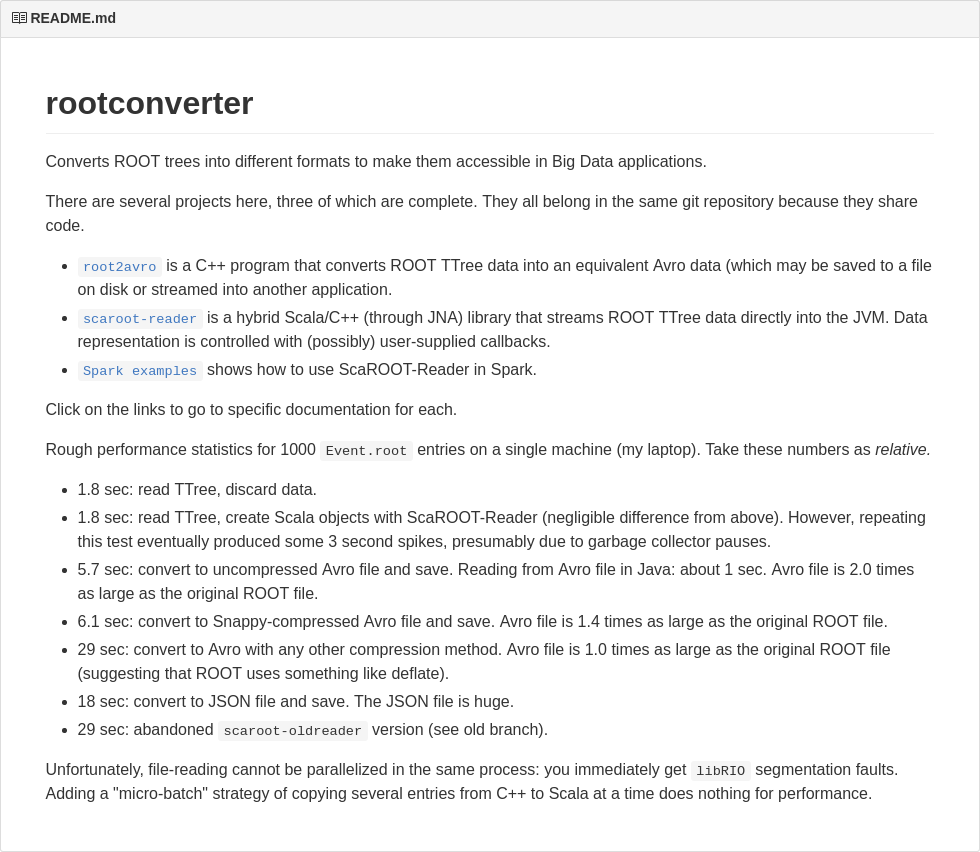 README.md
rootconverter
Converts ROOT trees into different formats to make them accessible in Big Data applications.
There are several projects here, three of which are complete. They all belong in the same git repository because they share
code.
root2avro is a C++ program that converts ROOT TTree data into an equivalent Avro data (which may be saved to a file
on disk or streamed into another application.
scaroot-reader is a hybrid Scala/C++ (through JNA) library that streams ROOT TTree data directly into the JVM. Data
representation is controlled with (possibly) user-supplied callbacks.
Spark examples shows how to use ScaROOT-Reader in Spark.
Click on the links to go to specific documentation for each.
Rough performance statistics for 1000 Event.root entries on a single machine (my laptop). Take these numbers as relative.
1.8 sec: read TTree, discard data.
1.8 sec: read TTree, create Scala objects with ScaROOT-Reader (negligible difference from above). However, repeating
this test eventually produced some 3 second spikes, presumably due to garbage collector pauses.
5.7 sec: convert to uncompressed Avro file and save. Reading from Avro file in Java: about 1 sec. Avro file is 2.0 times
as large as the original ROOT file.
6.1 sec: convert to Snappy-compressed Avro file and save. Avro file is 1.4 times as large as the original ROOT file.
29 sec: convert to Avro with any other compression method. Avro file is 1.0 times as large as the original ROOT file
(suggesting that ROOT uses something like deflate).
18 sec: convert to JSON file and save. The JSON file is huge.
29 sec: abandoned scaroot-oldreader version (see old branch).
Unfortunately, file-reading cannot be parallelized in the same process: you immediately get libRIO segmentation faults.
Adding a "micro-batch" strategy of copying several entries from C++ to Scala at a time does nothing for performance.